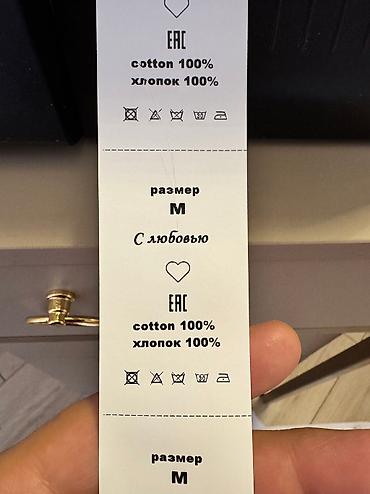 EAC
cotton 100%
хлопок 100%
размер
M
С любовью
EAC
cotton 100%
хлопок 100%
размер
M